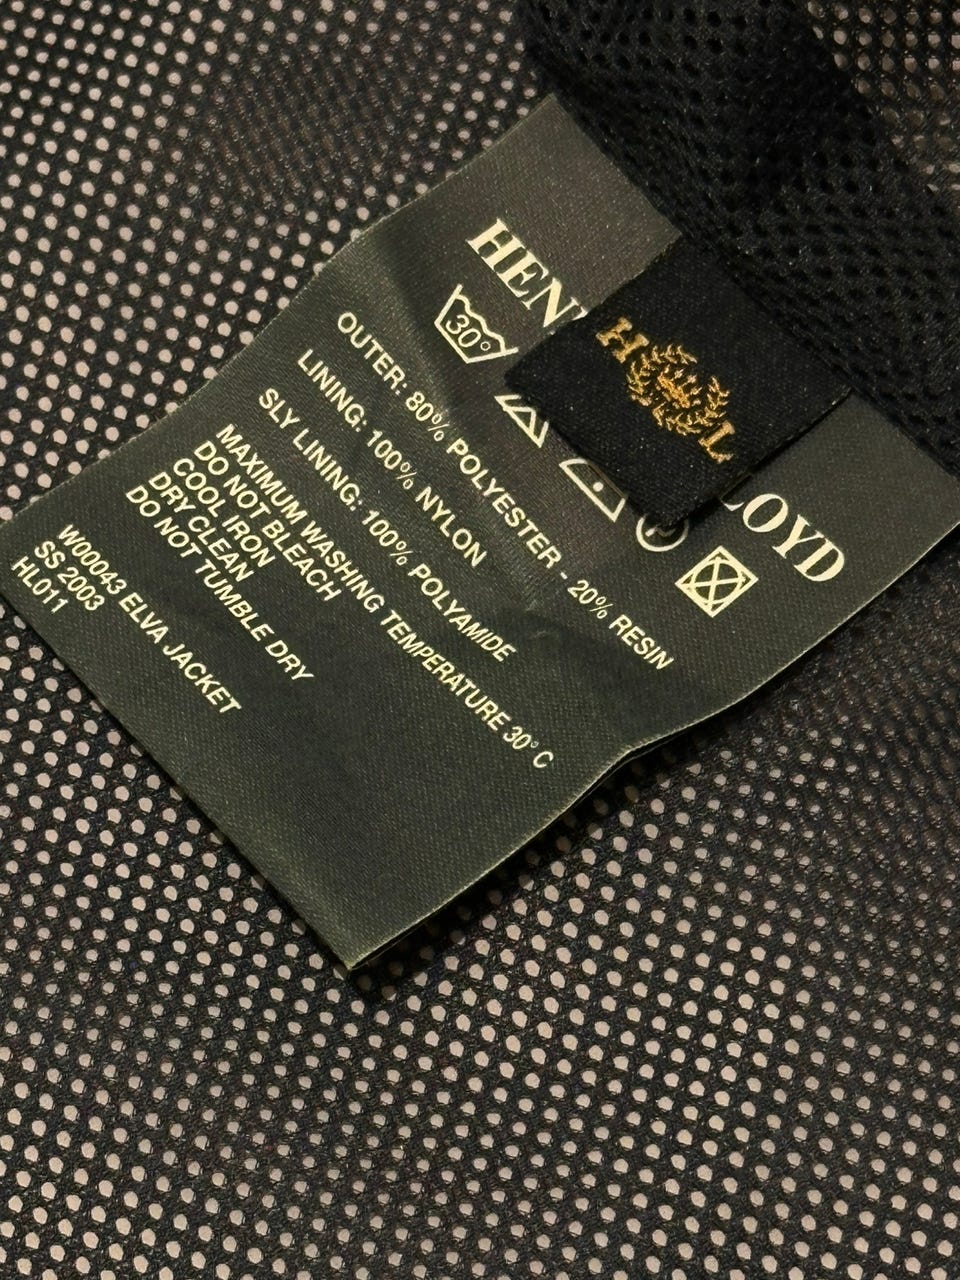 HEN LOYD
H L
30°
P
OUTER: 80% POLYESTER - 20% RESIN
LINING: 100% NYLON
SLY LINING: 100% POLYAMIDE
MAXIMUM WASHING TEMPERATURE 30° C
DO NOT BLEACH
COOL IRON
DRY CLEAN
DO NOT TUMBLE DRY
W00043 ELVA JACKET
SS 2003
HL011